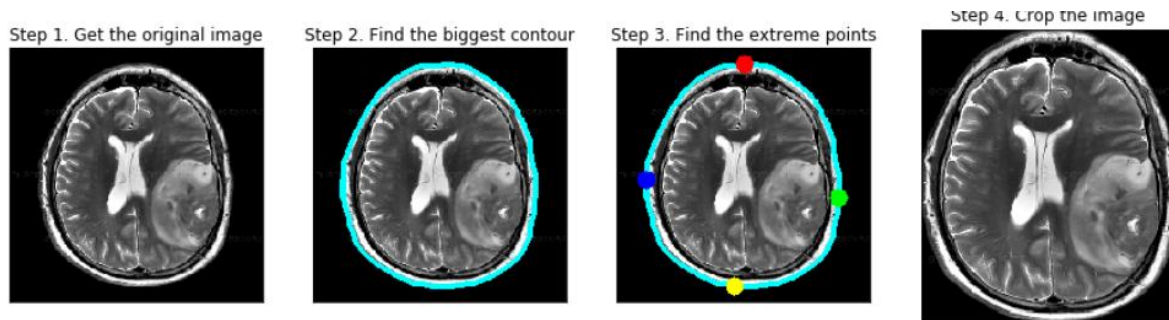 Step 1. Get the original image
Step 2. Find the biggest contour
Step 3. Find the extreme points
Step 4. Crop the image